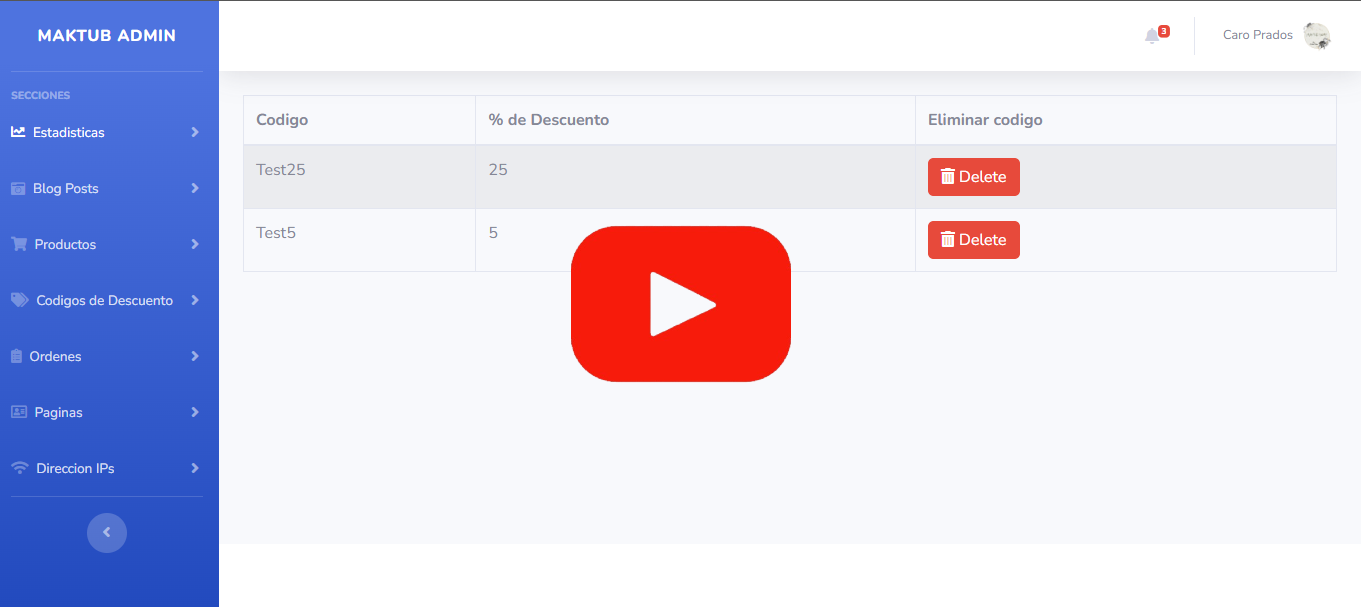 MAKTUB ADMIN
3
Caro Prados
SECCIONES
Estadisticas
Blog Posts
Productos
Codigos de Descuento
Ordenes
Paginas
Direccion IPs
Codigo % de Descuento Eliminar codigo
Test25 25 Delete
Test5 5 Delete